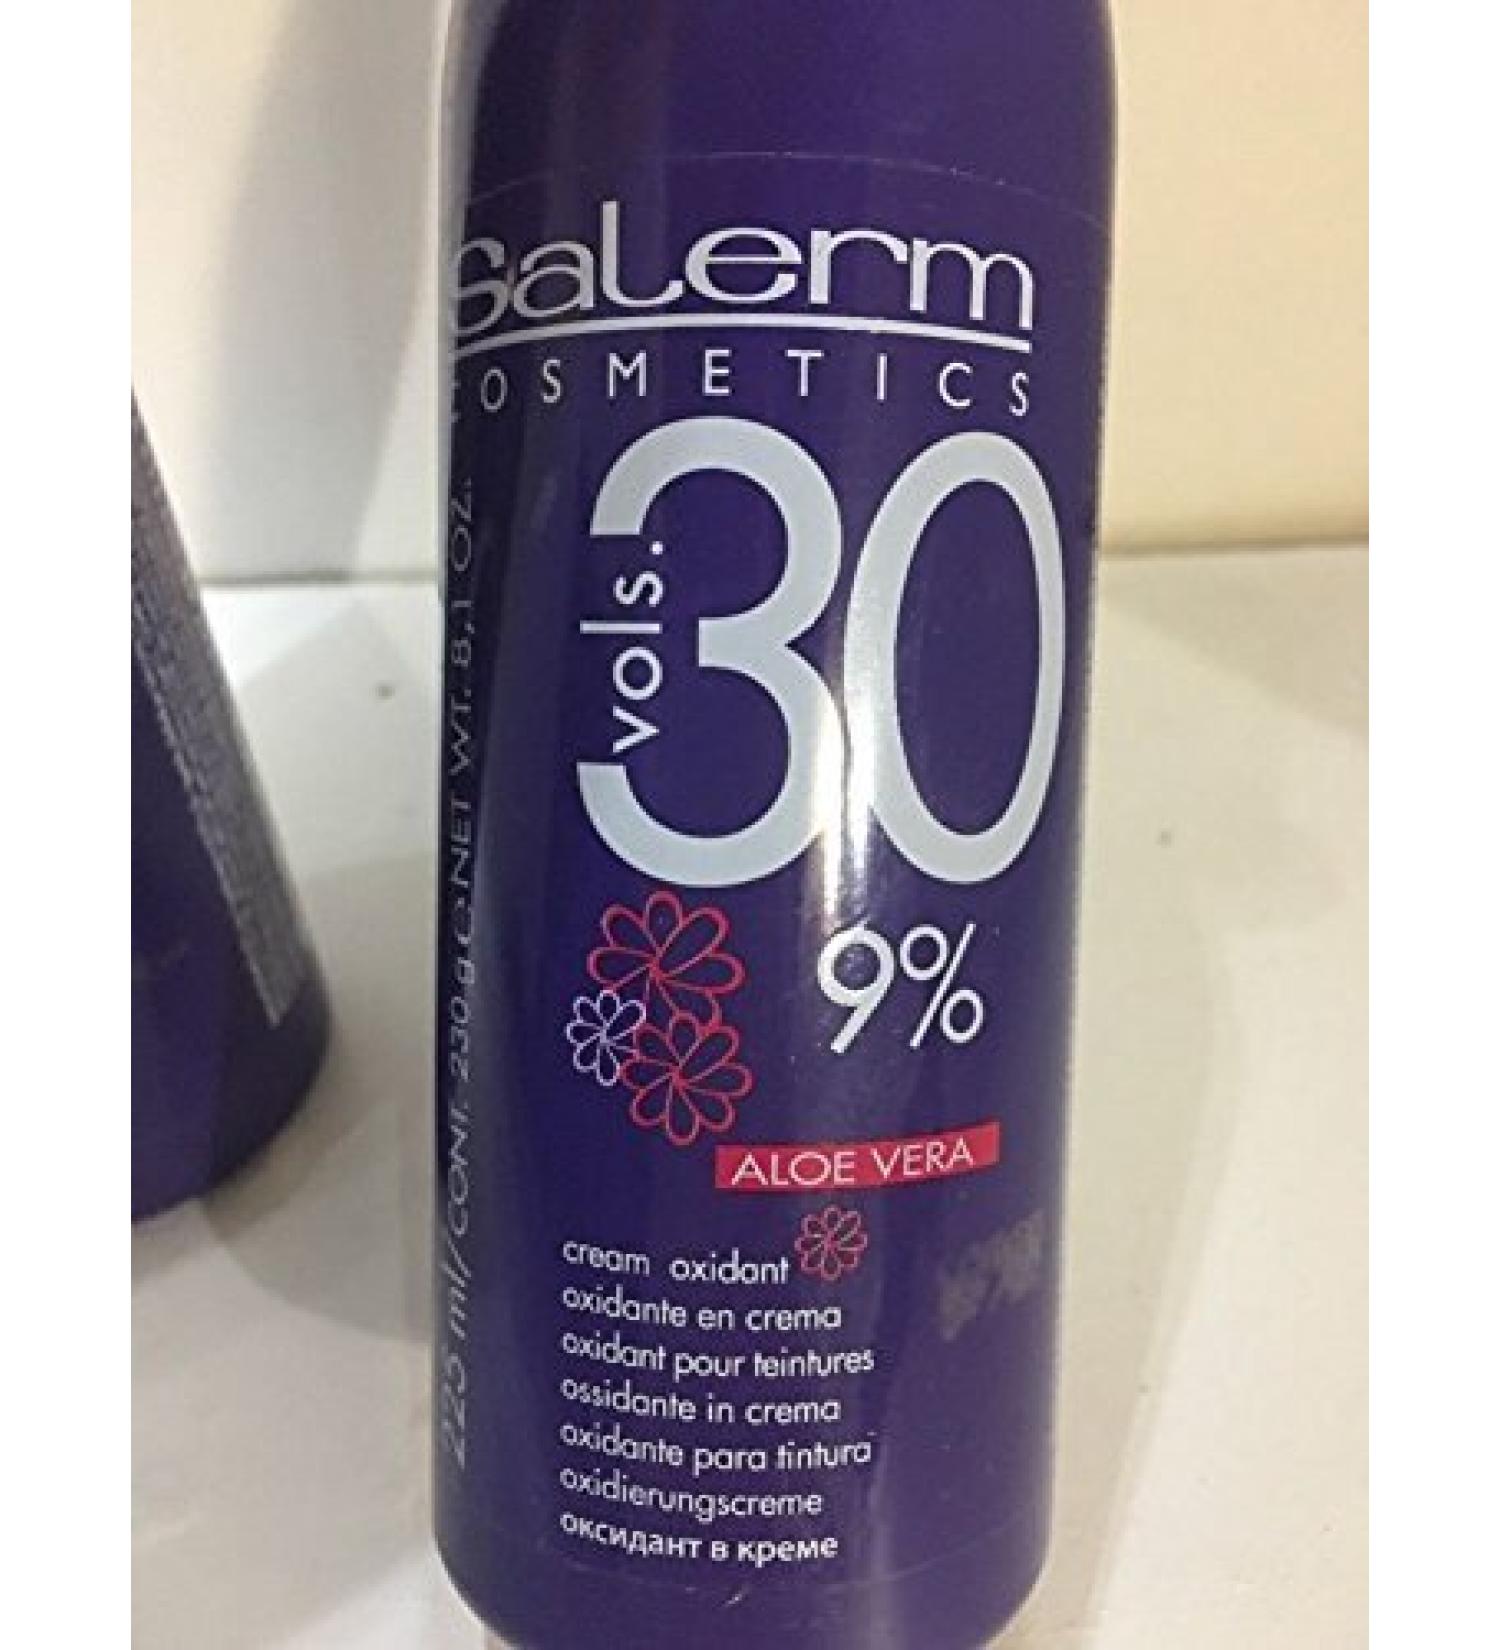 salerm
COSMETICS
30
vols.
9%
ALOE VERA
cream oxidant
oxidante en crema
oxidant pour teintures
ossidante in crema
oxidante para tintura
oxidierungscreme
оксидант в креме
225 ml/CONT. 230 g e NET WT. 8,1 OZ.